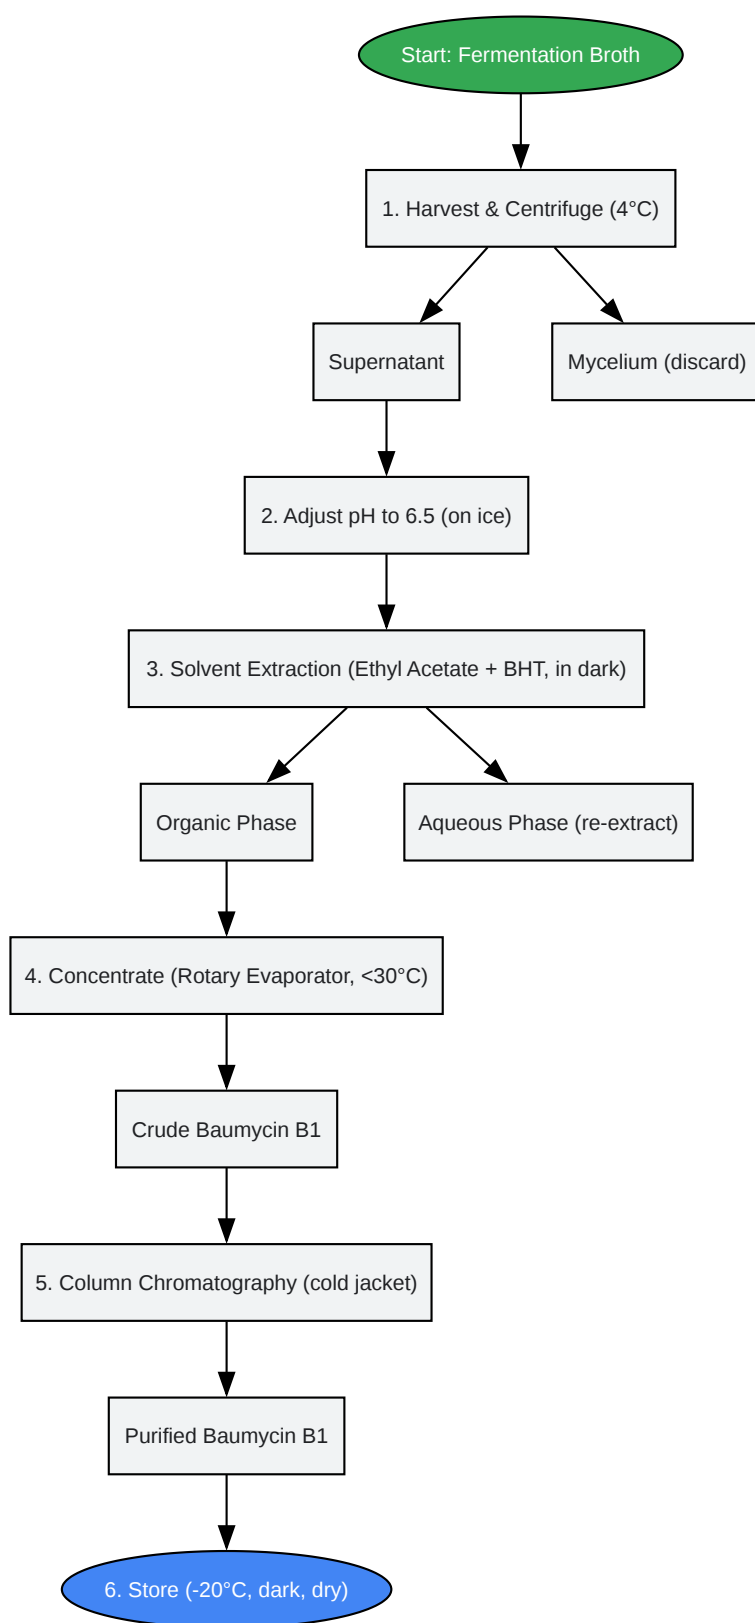 Start: Fermentation Broth
1. Harvest & Centrifuge (4°C)
Supernatant
Mycelium (discard)
2. Adjust pH to 6.5 (on ice)
3. Solvent Extraction (Ethyl Acetate + BHT, in dark)
Organic Phase
Aqueous Phase (re-extract)
4. Concentrate (Rotary Evaporator, <30°C)
Crude Baumycin B1
5. Column Chromatography (cold jacket)
Purified Baumycin B1
6. Store (-20°C, dark, dry)